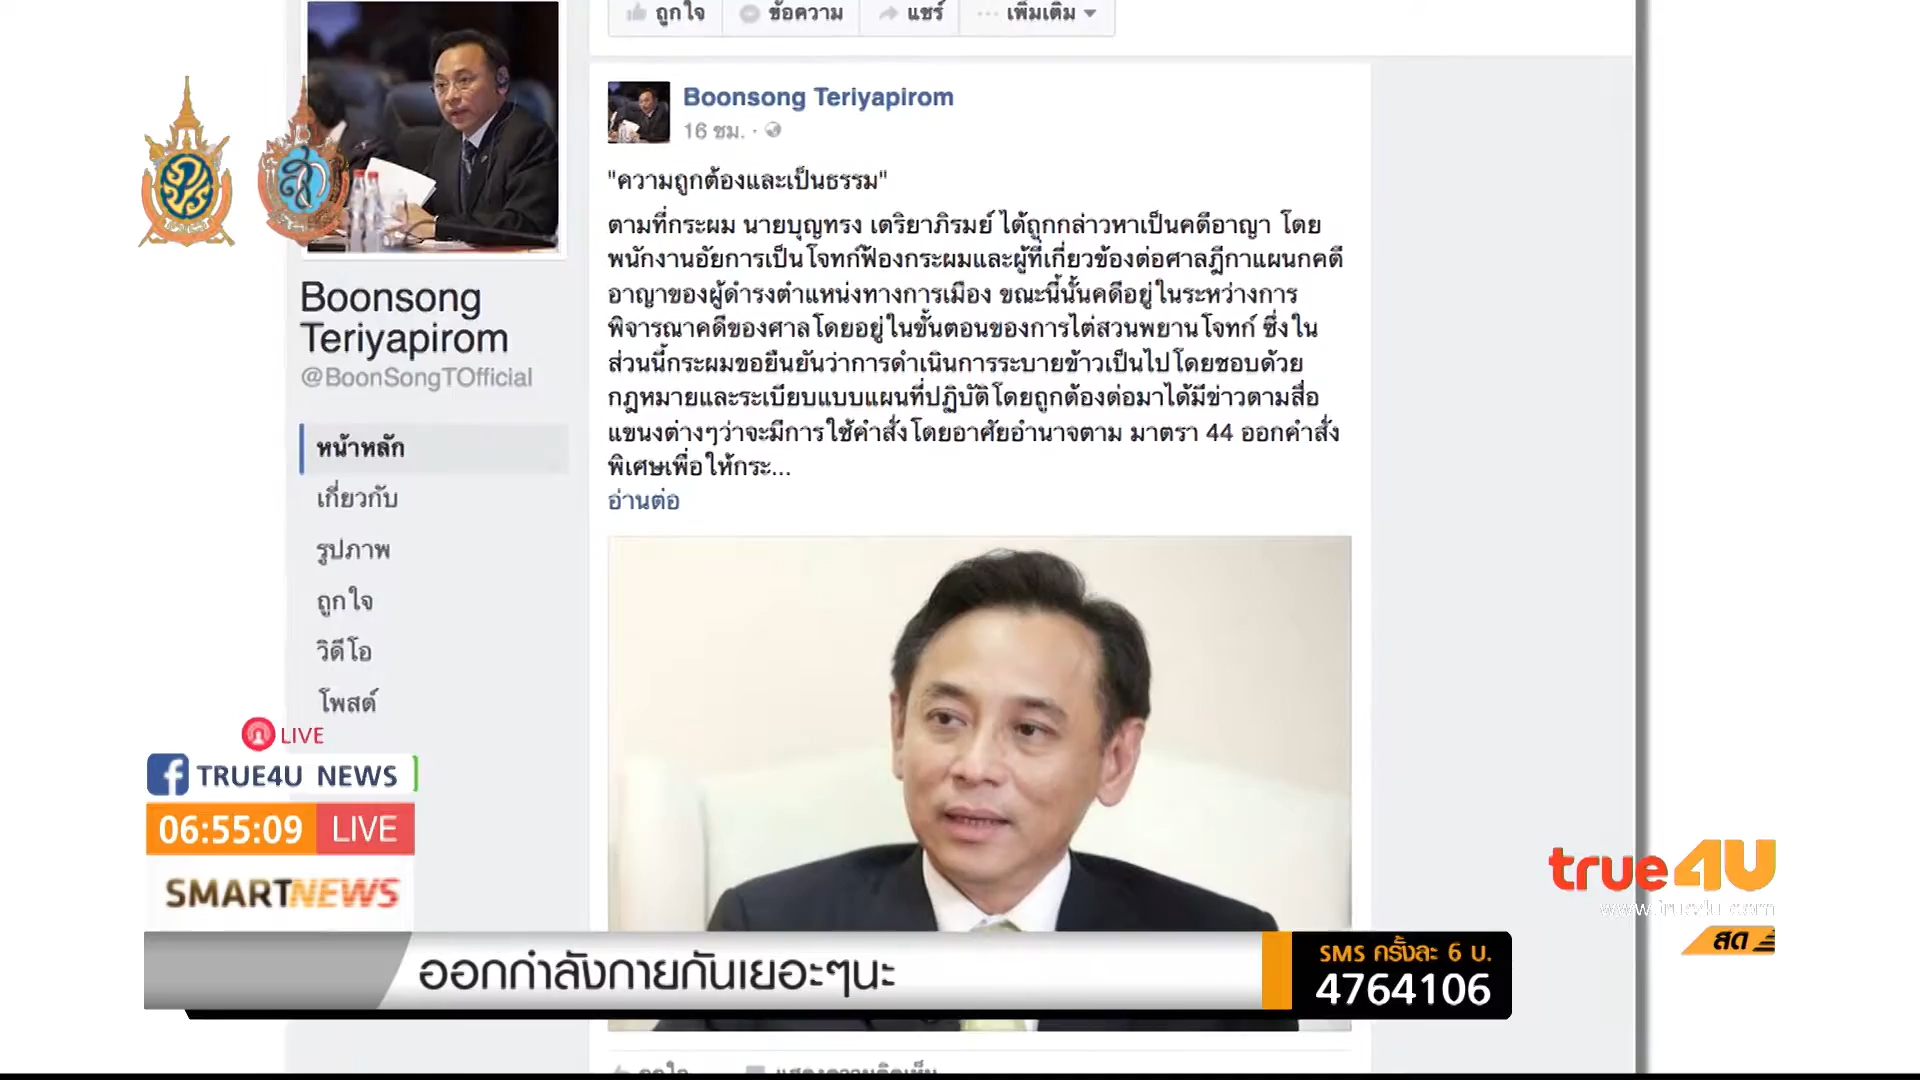 ถูกใจ
ข้อความ
แชร์
เพิ่มเติม
Boonsong Teriyapirom
16 ชม.
"ความถูกต้องและเป็นธรรม"
ตามที่กระผม นายบุญทรง เตริยาภิรมย์ ได้ถูกกล่าวหาเป็นคดีอาญา โดย
พนักงานอัยการเป็นโจทก์ฟ้องกระผมและผู้ที่เกี่ยวข้องต่อศาลฎีกาแผนกคดี
อาญาของผู้ดำรงตำแหน่งทางการเมือง ขณะนี้นั้นคดีอยู่ในระหว่างการ
พิจารณาคดีของศาลโดยอยู่ในขั้นตอนของการไต่สวนพยานโจทก์ ซึ่งใน
ส่วนนี้กระผมขอยืนยันว่าการดำเนินการระบายข้าวเป็นไปโดยชอบด้วย
กฎหมายและระเบียบแบบแผนที่ปฏิบัติโดยถูกต้องต่อมาได้มีข่าวตามสื่อ
แขนงต่างๆว่าจะมีการใช้คำสั่งโดยอาศัยอำนาจตาม มาตรา 44 ออกคำสั่ง
พิเศษเพื่อให้กระ...
อ่านต่อ
Boonsong
Teriyapirom
@BoonSongTOfficial
หน้าหลัก
เกี่ยวกับ
รูปภาพ
ถูกใจ
วิดีโอ
โพสต์
LIVE
TRUE4U NEWS
06:55:09 LIVE
SMARTNEWS
true4U
www.true4u.com
สด
ออกกำลังกายกันเยอะๆนะ
SMS ครั้งละ 6 บ.
4764106